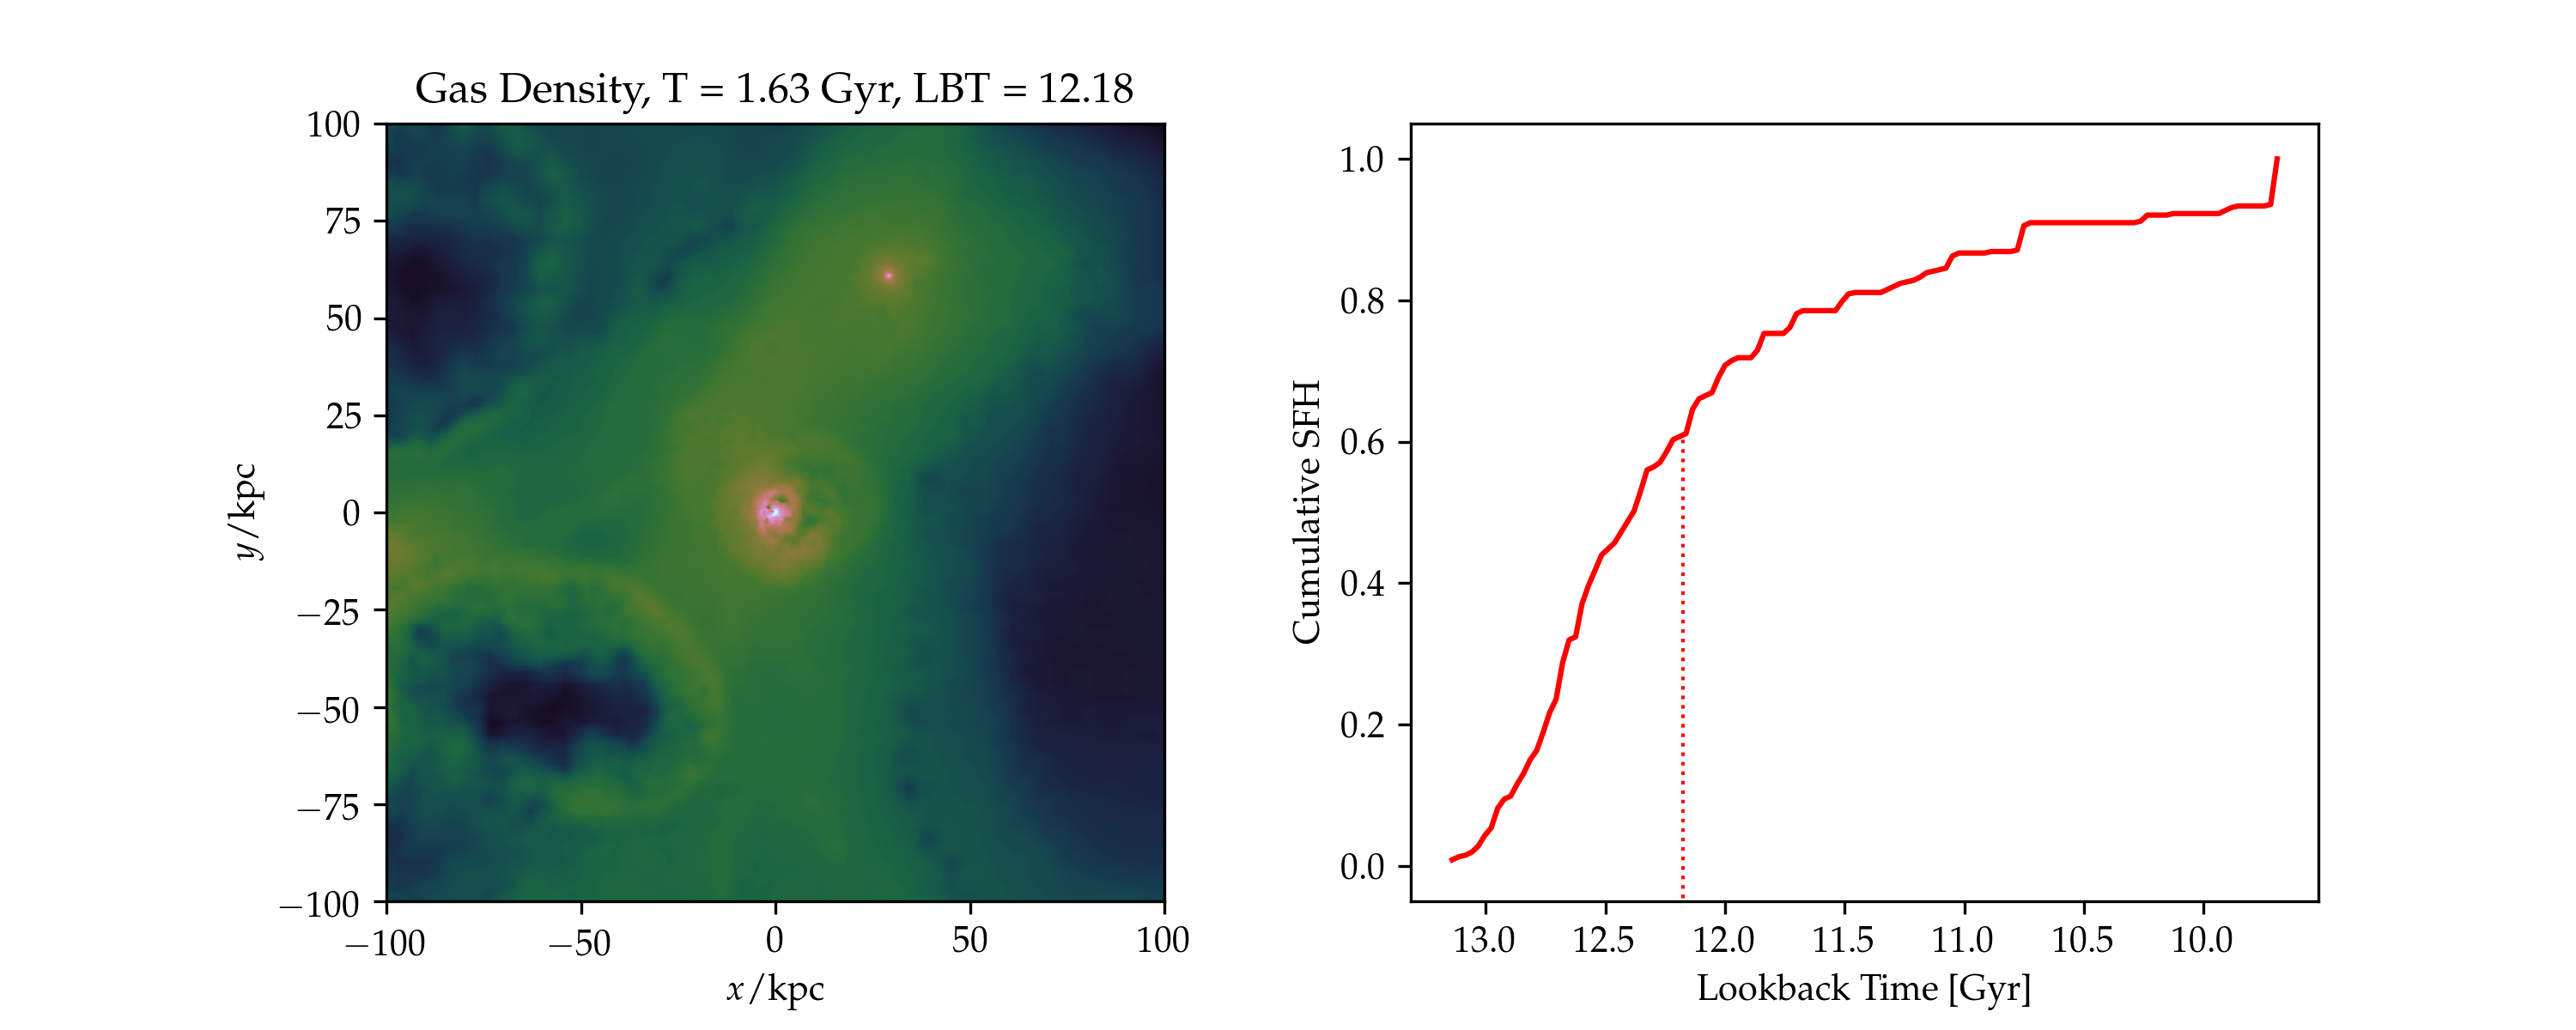 Gas Density, T = 1.63 Gyr, LBT = 12.18
100
75
50
25
0
−25
−50
−75
−100
y/kpc
−100 −50 0 50 100
x/kpc
1.0
0.8
0.6
0.4
0.2
0.0
Cumulative SFH
13.0 12.5 12.0 11.5 11.0 10.5 10.0
Lookback Time [Gyr]